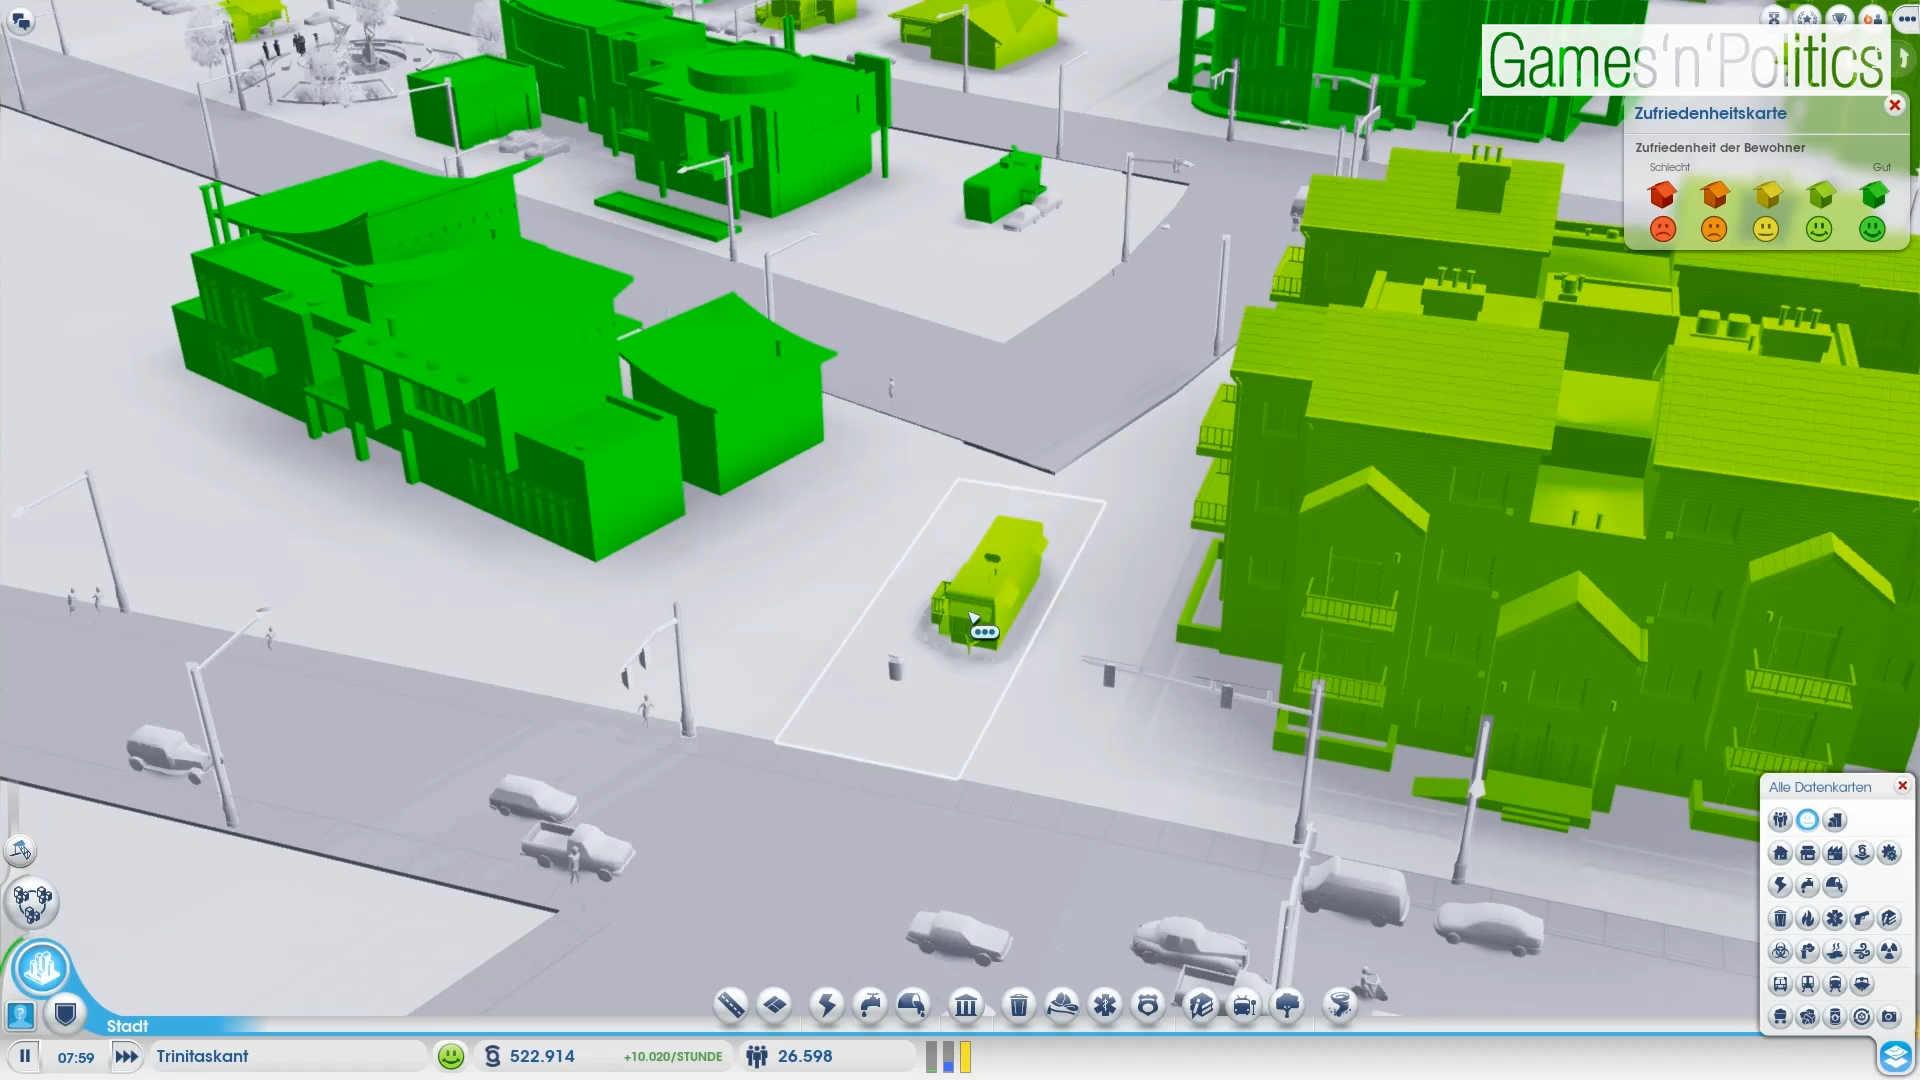 Games'n'Politics
Zufriedenheitskarte
Zufriedenheit der Bewohner
Schlecht
Gut
Alle Datenkarten
Stadt
07:59
Trinitaskant
522.914
+10.020/STUNDE
26.598